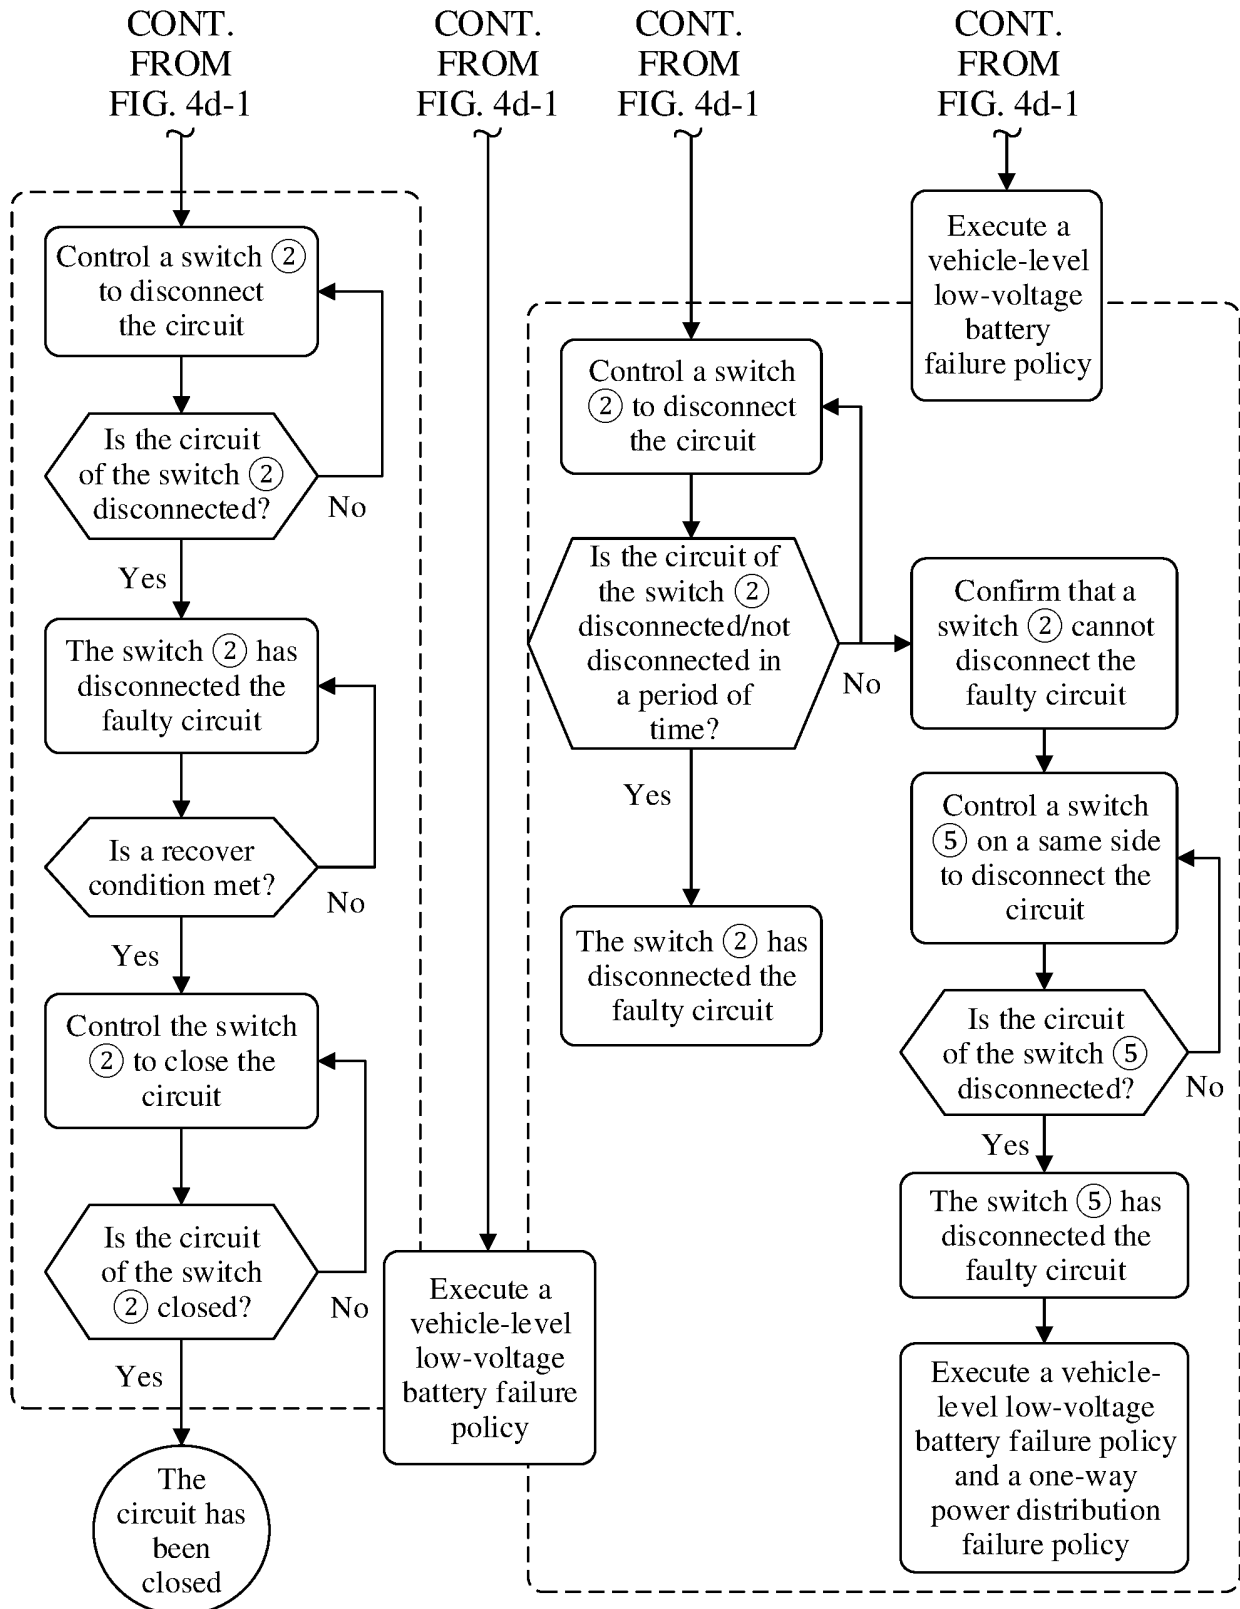 CONT.
FROM
FIG. 4d-1
CONT.
FROM
FIG. 4d-1
CONT.
FROM
FIG. 4d-1
CONT.
FROM
FIG. 4d-1
Control a switch ②
to disconnect
the circuit
Is the circuit
of the switch ②
disconnected?
No
Yes
The switch ② has
disconnected the
faulty circuit
Is a recover
condition met?
No
Yes
Control the switch
② to close the
circuit
Is the circuit
of the switch
② closed?
No
Yes
The
circuit has
been
closed
Execute a
vehicle-level
low-voltage
battery failure
policy
Control a switch
② to disconnect
the circuit
Is the circuit of
the switch ②
disconnected/not
disconnected in
a period of
time?
No
Yes
The switch ② has
disconnected the
faulty circuit
Execute a
vehicle-level
low-voltage
battery
failure policy
Confirm that a
switch ② cannot
disconnect the
faulty circuit
Control a switch
⑤ on a same side
to disconnect the
circuit
Is the circuit
of the switch ⑤
disconnected?
No
Yes
The switch ⑤ has
disconnected the
faulty circuit
Execute a vehicle-
level low-voltage
battery failure policy
and a one-way
power distribution
failure policy